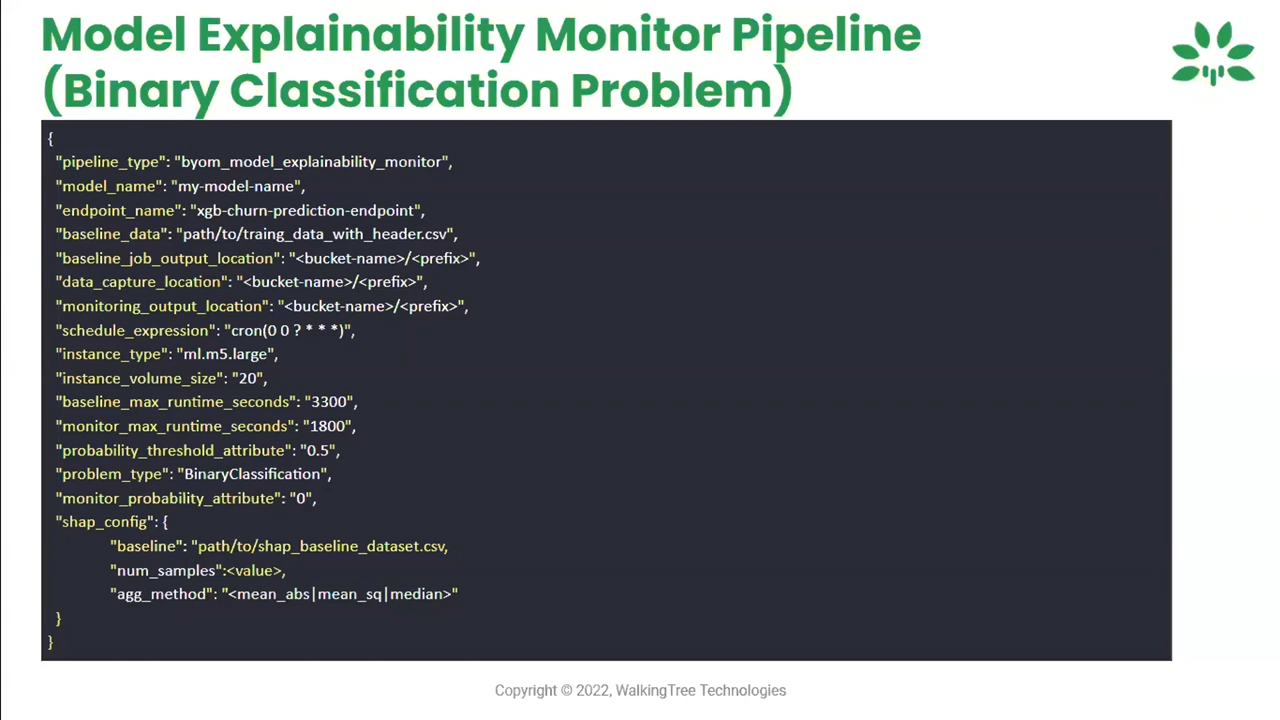 Model Explainability Monitor Pipeline
(Binary Classification Problem)
{
"pipeline_type": "byom_model_explainability_monitor",
"model_name": "my-model-name",
"endpoint_name": "xgb-churn-prediction-endpoint",
"baseline_data": "path/to/traing_data_with_header.csv",
"baseline_job_output_location": "<bucket-name>/<prefix>",
"data_capture_location": "<bucket-name>/<prefix>",
"monitoring_output_location": "<bucket-name>/<prefix>",
"schedule_expression": "cron(0 0 ? * * *)",
"instance_type": "ml.m5.large",
"instance_volume_size": "20",
"baseline_max_runtime_seconds": "3300",
"monitor_max_runtime_seconds": "1800",
"probability_threshold_attribute": "0.5",
"problem_type": "BinaryClassification",
"monitor_probability_attribute": "0",
"shap_config": {
"baseline": "path/to/shap_baseline_dataset.csv,
"num_samples":<value>,
"agg_method": "<mean_abs|mean_sq|median>"
}
}
Copyright © 2022, WalkingTree Technologies